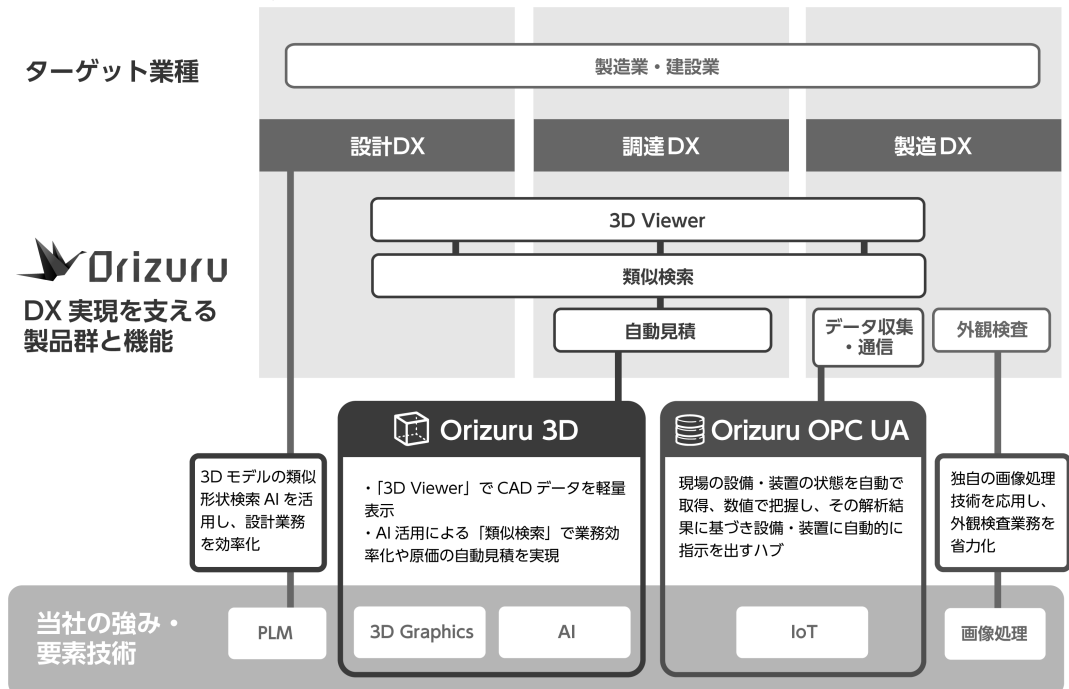 ターゲット業種
製造業・建設業
設計DX
調達DX
製造DX
Orizuru
DX 実現を支える
製品群と機能
3D Viewer
類似検索
自動見積
データ収集
・通信
外観検査
Orizuru 3D
・「3D Viewer」で CAD データを軽量
表示
・AI 活用による「類似検索」で業務効
率化や原価の自動見積を実現
Orizuru OPC UA
現場の設備・装置の状態を自動で
取得、数値で把握し、その解析結
果に基づき設備・装置に自動的に
指示を出すハブ
3D モデルの類似
形状検索 AI を活
用し、設計業務
を効率化
独自の画像処理
技術を応用し、
外観検査業務を
省力化
当社の強み・
要素技術
PLM
3D Graphics
AI
IoT
画像処理